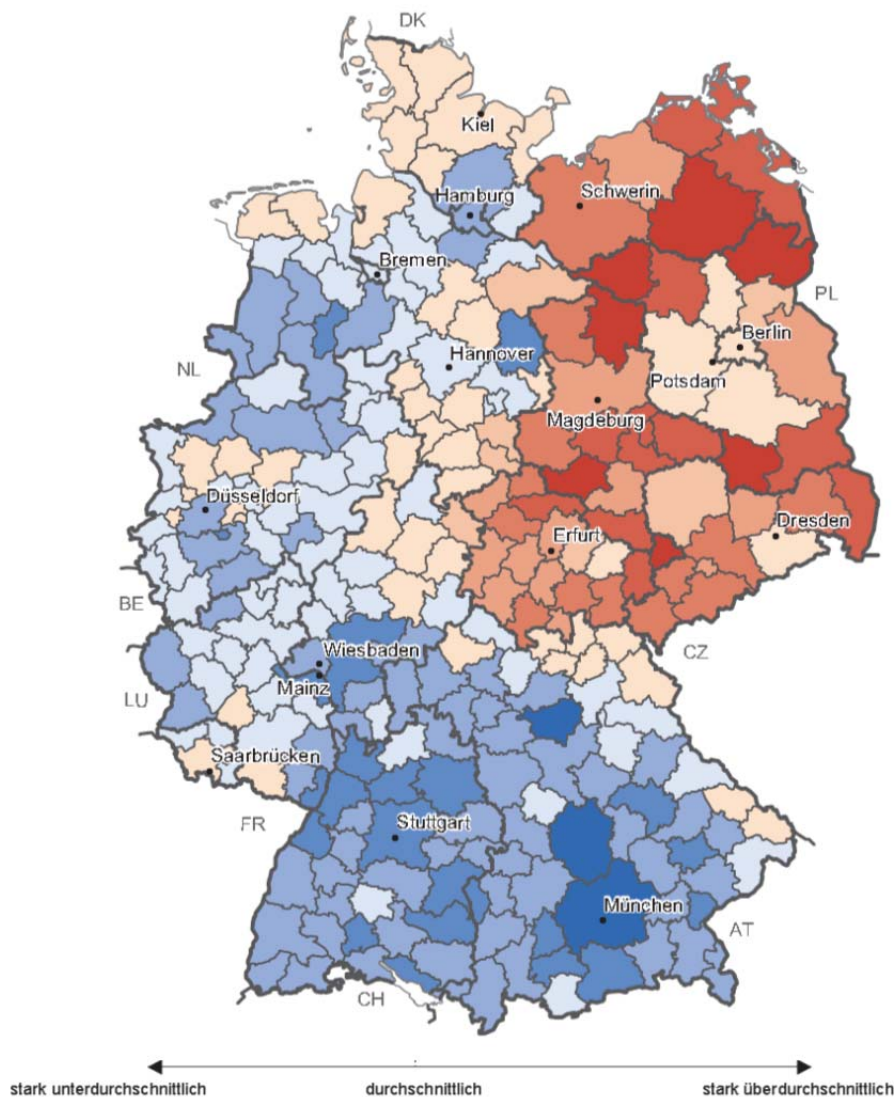 DK
Kiel
Hamburg
Schwerin
Bremen
PL
Berlin
NL
Hannover
Potsdam
Magdeburg
Düsseldorf
Dresden
Erfurt
BE
CZ
Wiesbaden
LU
Mainz
Saarbrücken
FR
Stuttgart
München
AT
CH
stark unterdurchschnittlich durchschnittlich stark überdurchschnittlich